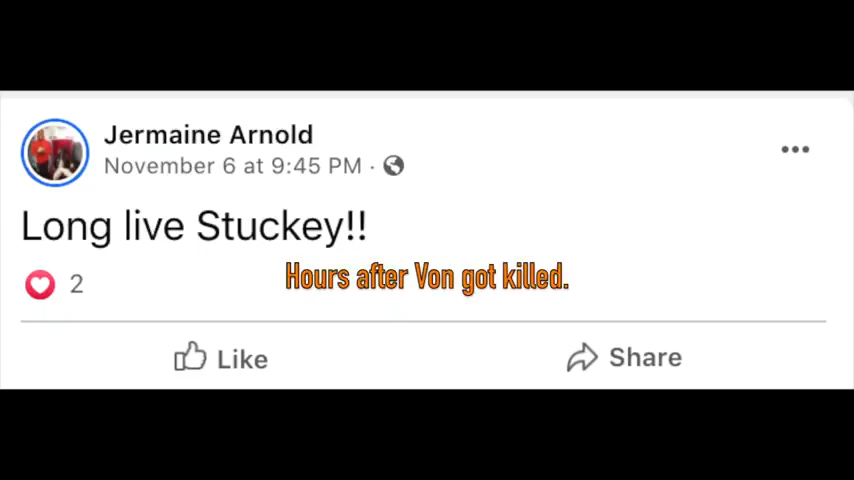 Jermaine Arnold
November 6 at 9:45 PM ·
Long live Stuckey!!
Hours after Von got killed.
2
Like
Share